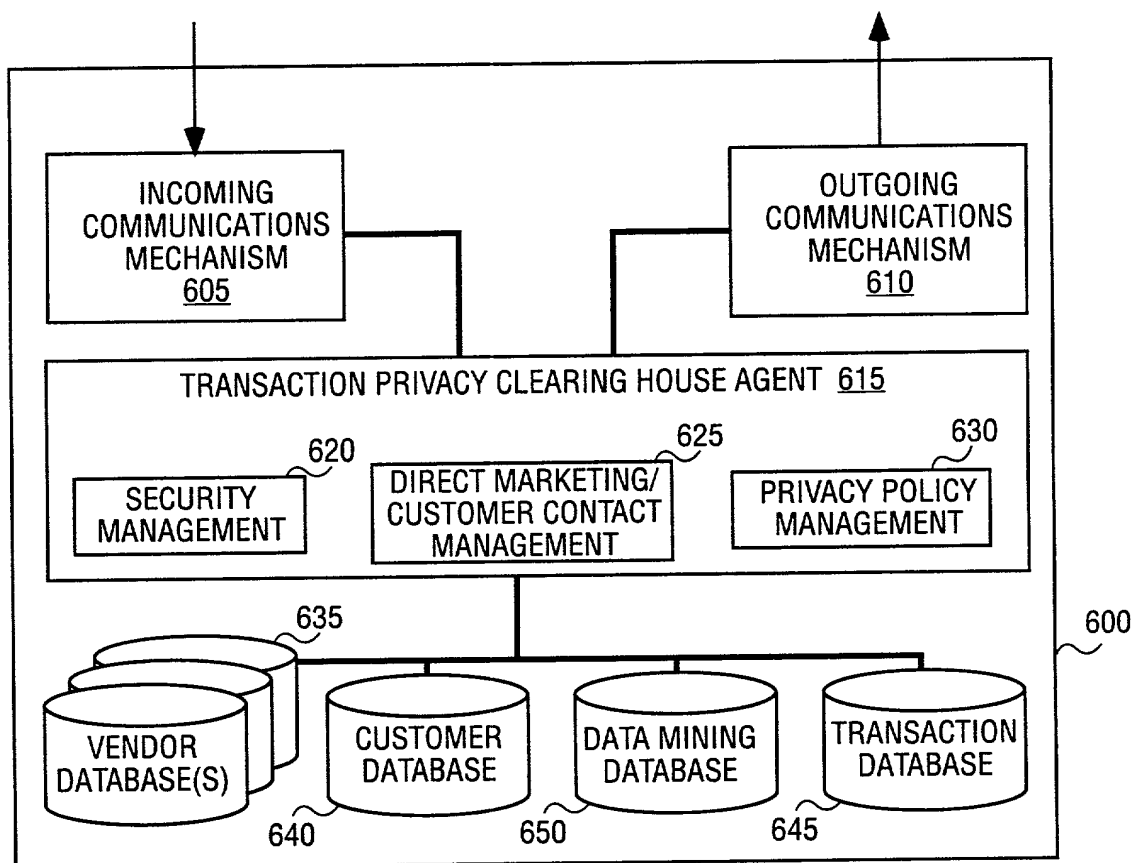 INCOMING
COMMUNICATIONS
MECHANISM
605
OUTGOING
COMMUNICATIONS
MECHANISM
610
TRANSACTION PRIVACY CLEARING HOUSE AGENT 615
620
SECURITY
MANAGEMENT
625
DIRECT MARKETING/
CUSTOMER CONTACT
MANAGEMENT
630
PRIVACY POLICY
MANAGEMENT
600
635
VENDOR
DATABASE(S)
CUSTOMER
DATABASE
640
DATA MINING
DATABASE
650
TRANSACTION
DATABASE
645